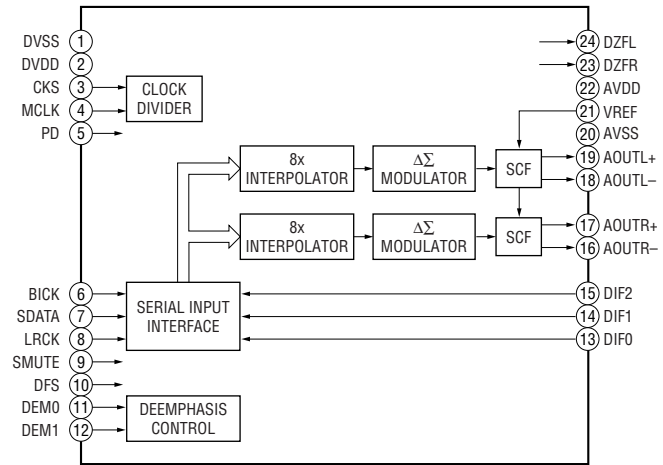 DVSS 1
DVDD 2
CKS 3
MCLK 4
PD 5
CLOCK
DIVIDER
24 DZFL
23 DZFR
22 AVDD
21 VREF
20 AVSS
19 AOUTL+
18 AOUTL–
17 AOUTR+
16 AOUTR–
8x
INTERPOLATOR
ΔΣ
MODULATOR
SCF
8x
INTERPOLATOR
ΔΣ
MODULATOR
SCF
BICK 6
SDATA 7
LRCK 8
SMUTE 9
DFS 10
DEM0 11
DEM1 12
SERIAL INPUT
INTERFACE
15 DIF2
14 DIF1
13 DIF0
DEEMPHASIS
CONTROL